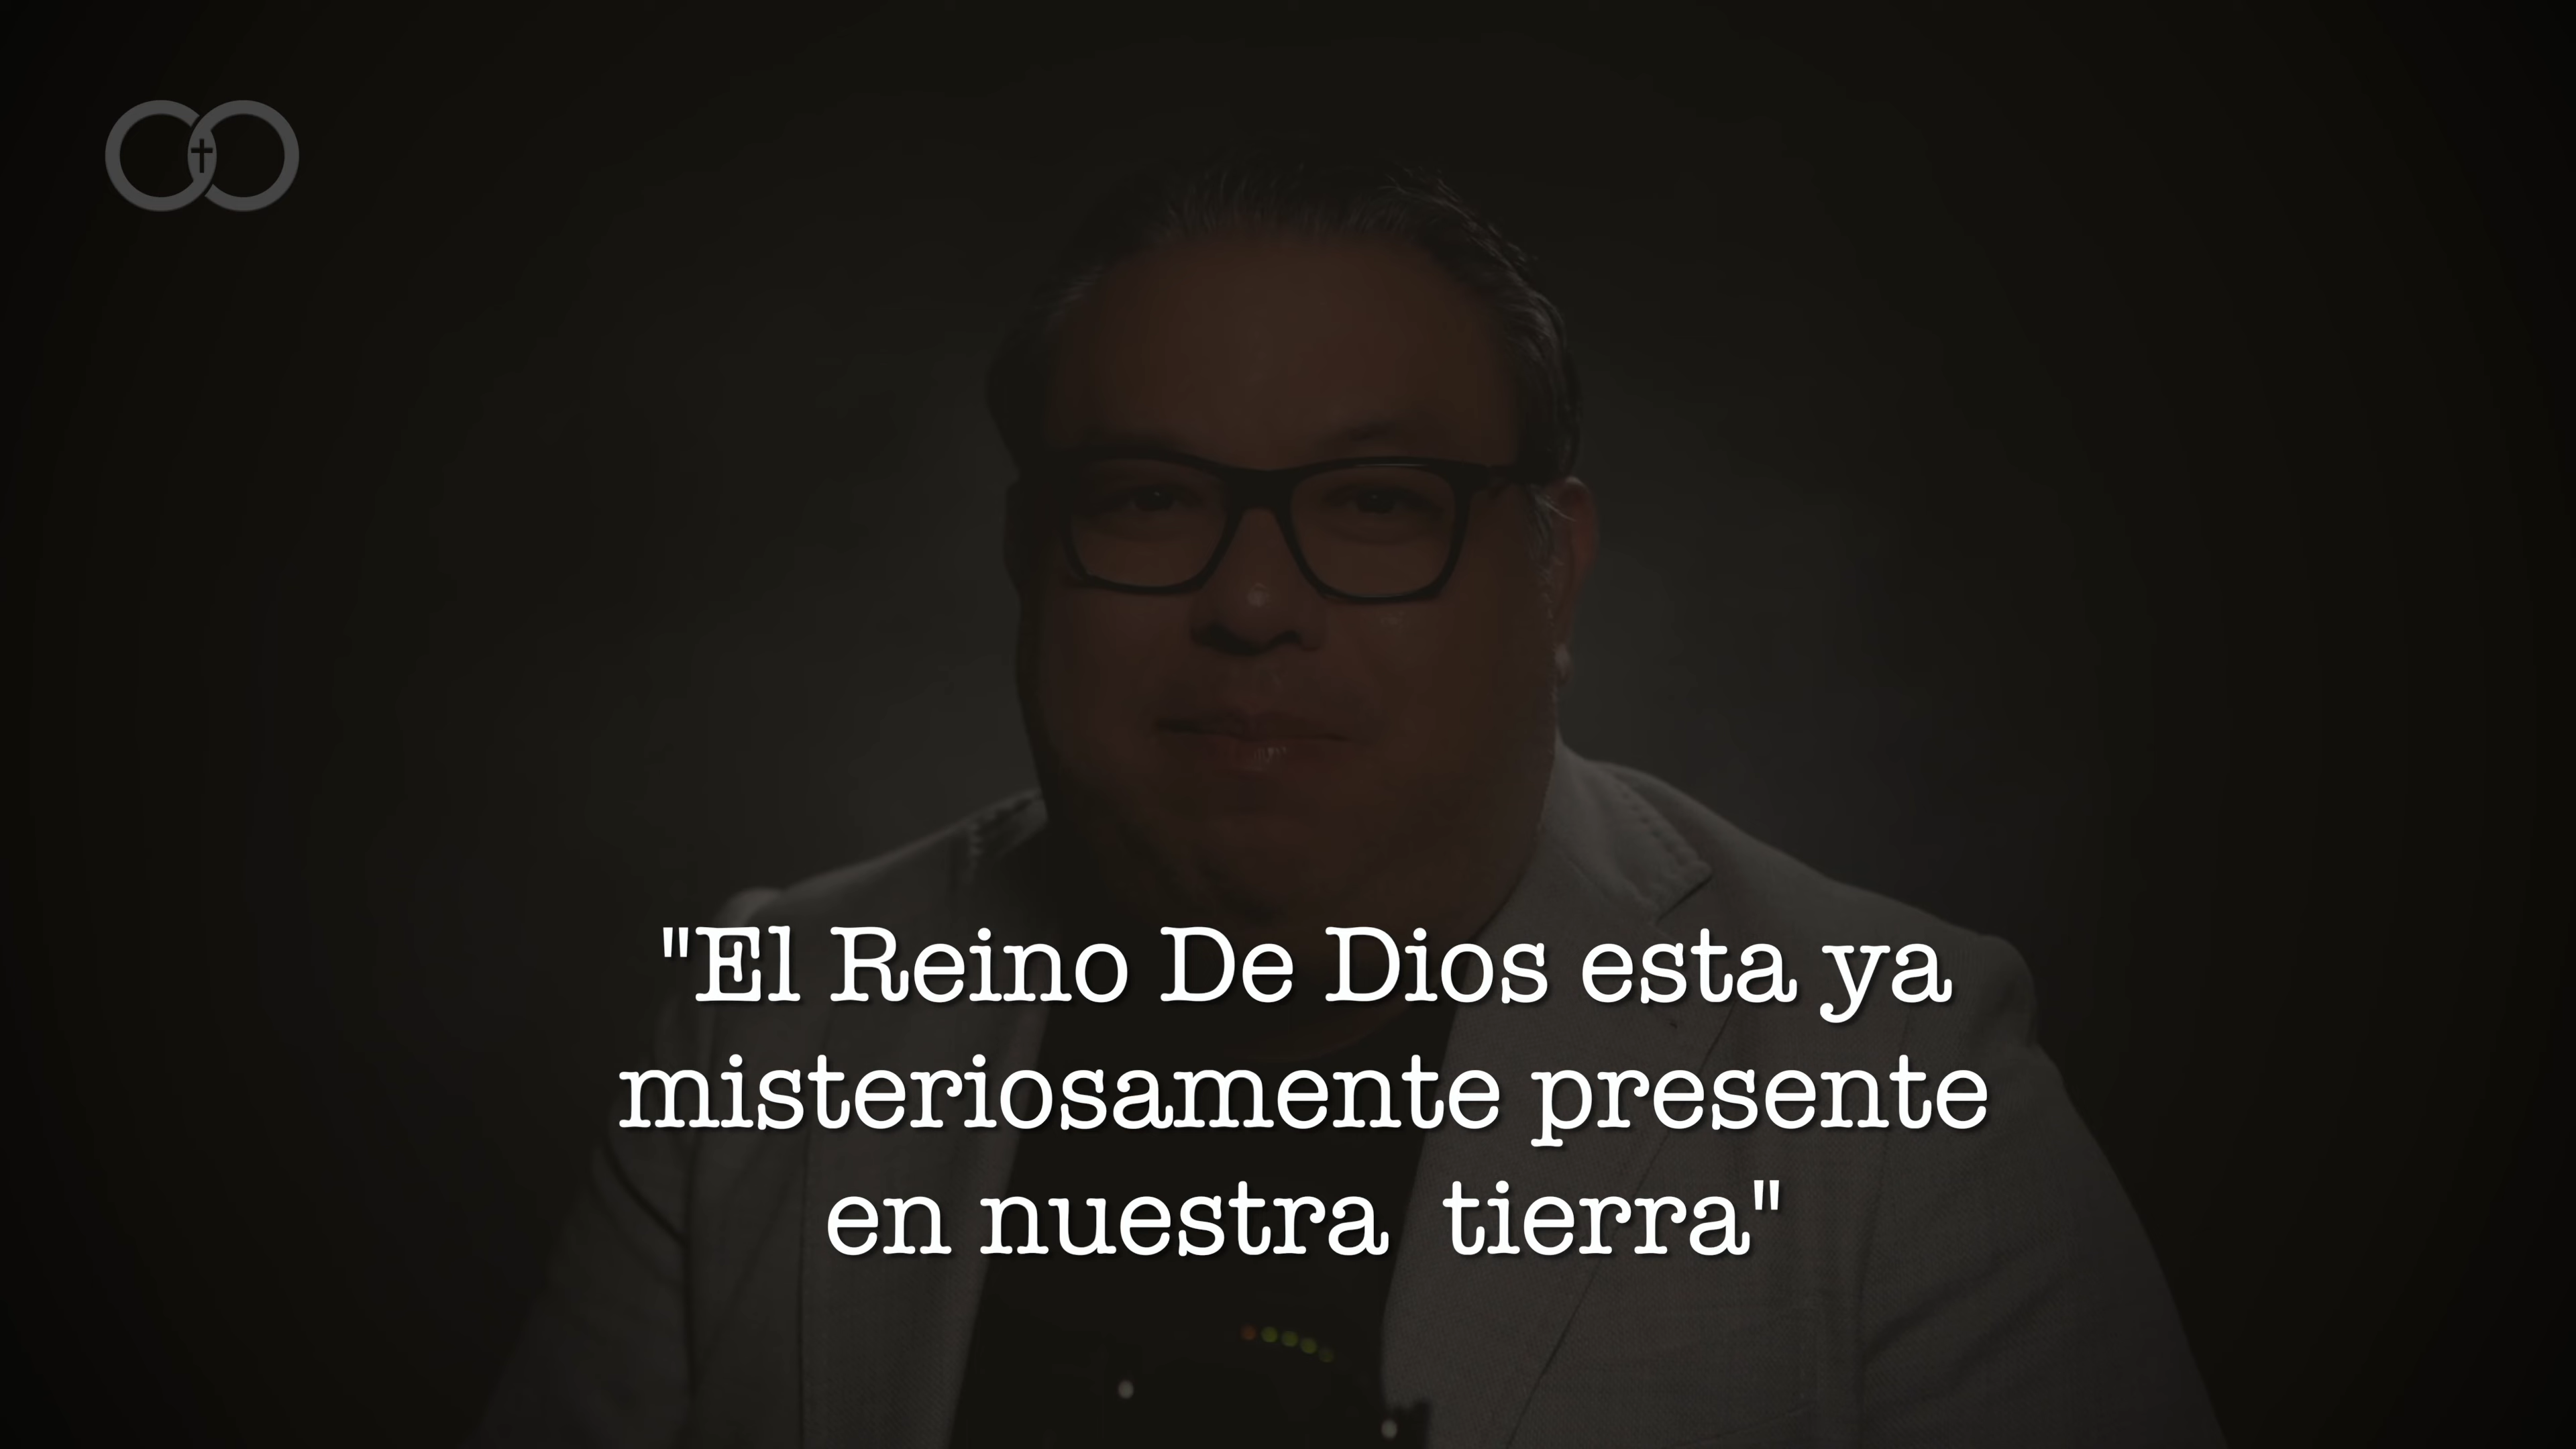 "El Reino De Dios esta ya
misteriosamente presente
en nuestra  tierra"